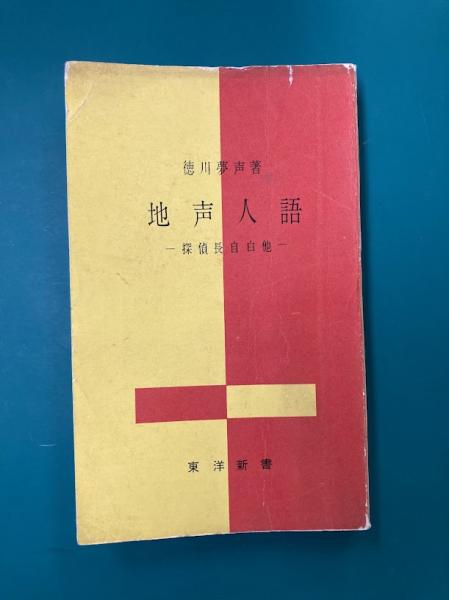 徳川夢声著
地声人語
―探偵長自白他―
東洋新書